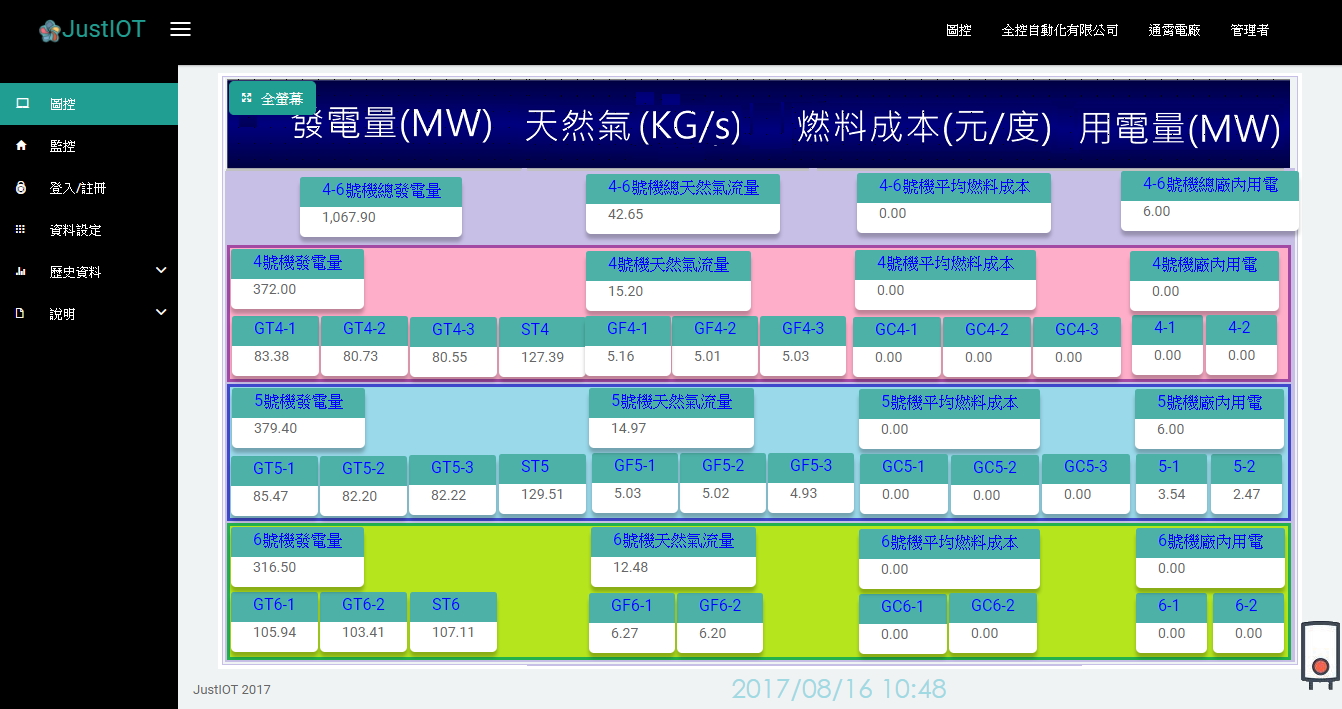 JustIOT
圖控 全控自動化有限公司 通霄電廠 管理者
圖控
監控
登入/註冊
資料設定
歷史資料
說明
全螢幕
發電量(MW) 天然氣(KG/s) 燃料成本(元/度) 用電量(MW)
4-6號機總發電量 4-6號機總天然氣流量 4-6號機平均燃料成本 4-6號機總廠內用電
1,067.90 42.65 0.00 6.00
4號機發電量 4號機天然氣流量 4號機平均燃料成本 4號機廠內用電
372.00 15.20 0.00 0.00
GT4-1 GT4-2 GT4-3 ST4 GF4-1 GF4-2 GF4-3 GC4-1 GC4-2 GC4-3 4-1 4-2
83.38 80.73 80.55 127.39 5.16 5.01 5.03 0.00 0.00 0.00 0.00 0.00
5號機發電量 5號機天然氣流量 5號機平均燃料成本 5號機廠內用電
379.40 14.97 0.00 6.00
GT5-1 GT5-2 GT5-3 ST5 GF5-1 GF5-2 GF5-3 GC5-1 GC5-2 GC5-3 5-1 5-2
85.47 82.20 82.22 129.51 5.03 5.02 4.93 0.00 0.00 0.00 3.54 2.47
6號機發電量 6號機天然氣流量 6號機平均燃料成本 6號機廠內用電
316.50 12.48 0.00 0.00
GT6-1 GT6-2 ST6 GF6-1 GF6-2 GC6-1 GC6-2 6-1 6-2
105.94 103.41 107.11 6.27 6.20 0.00 0.00 0.00 0.00
JustIOT 2017
2017/08/16 10:48